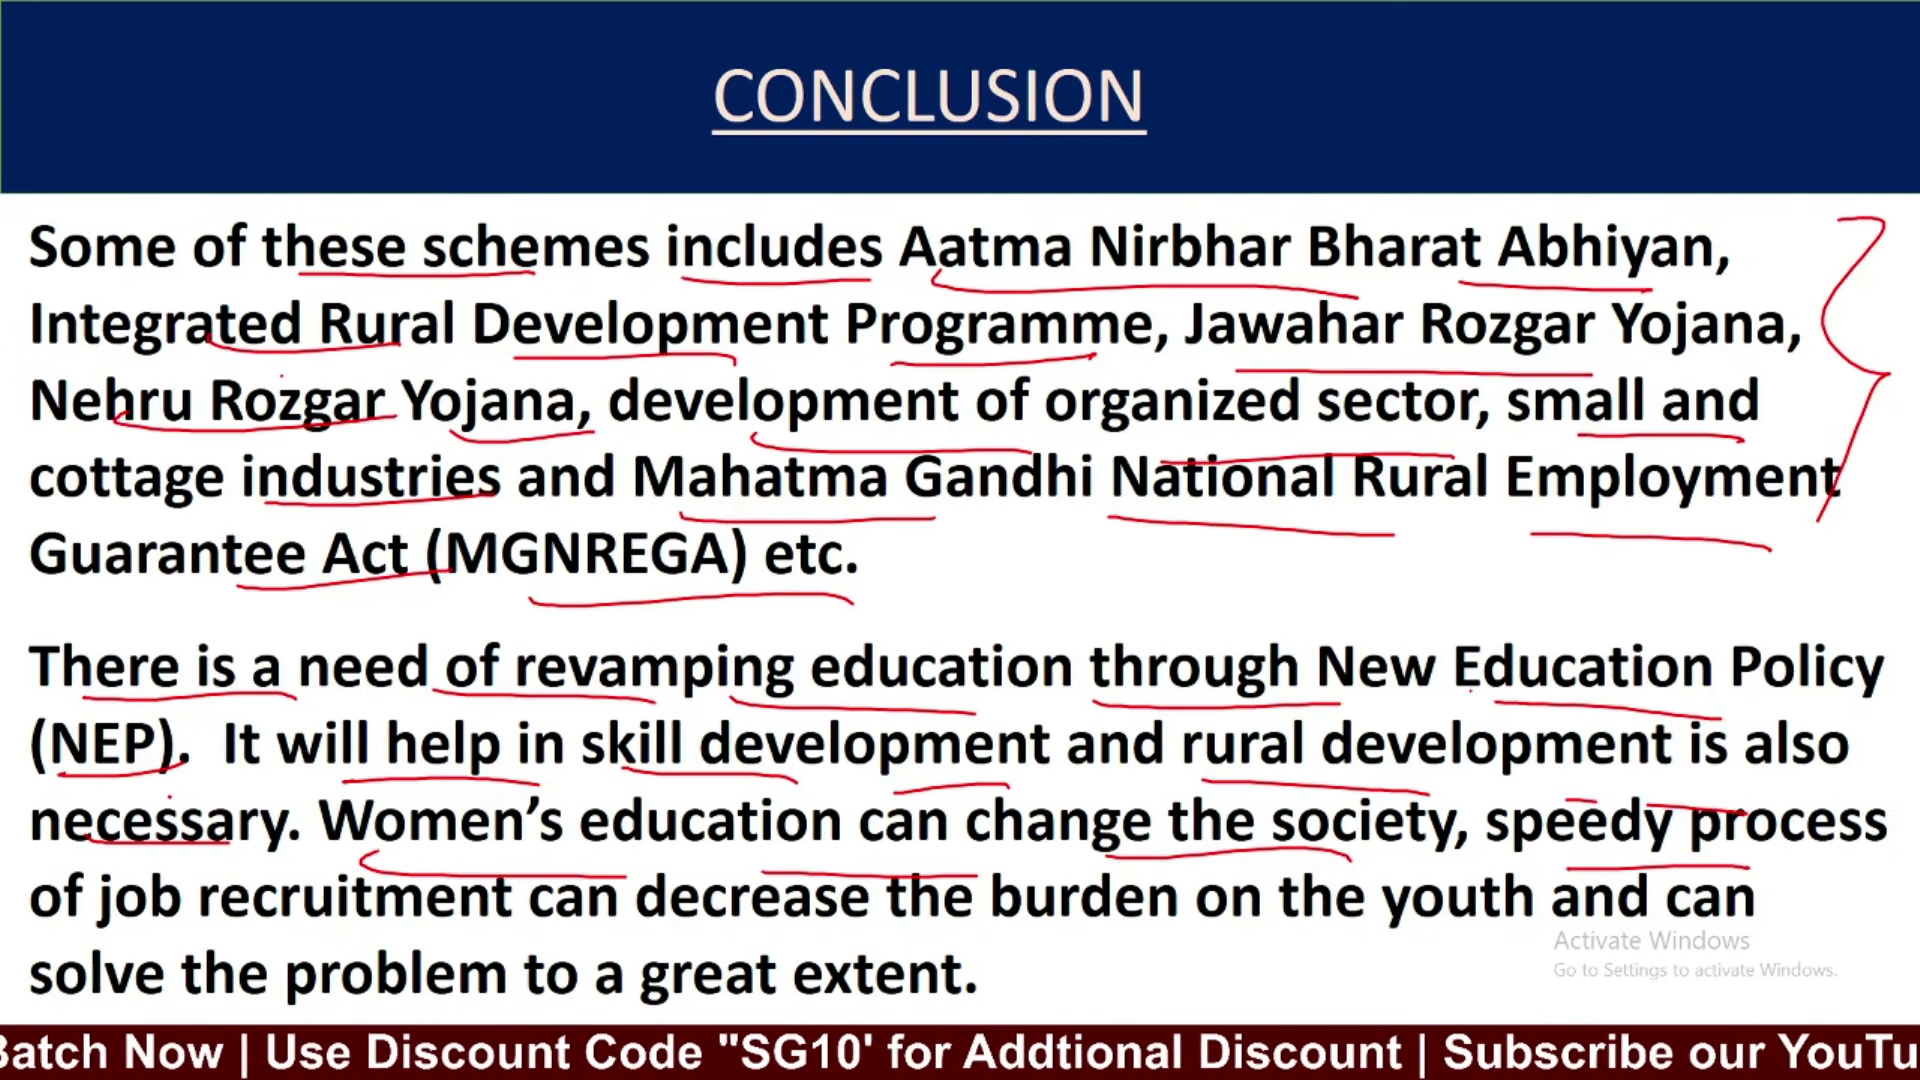 CONCLUSION
Some of these schemes includes Aatma Nirbhar Bharat Abhiyan,
Integrated Rural Development Programme, Jawahar Rozgar Yojana,
Nehru Rozgar Yojana, development of organized sector, small and
cottage industries and Mahatma Gandhi National Rural Employment
Guarantee Act (MGNREGA) etc.
There is a need of revamping education through New Education Policy
(NEP).  It will help in skill development and rural development is also
necessary. Women’s education can change the society, speedy process
of job recruitment can decrease the burden on the youth and can
solve the problem to a great extent.
Activate Windows
Go to Settings to activate Windows.
Batch Now | Use Discount Code "SG10' for Addtional Discount | Subscribe our YouTu